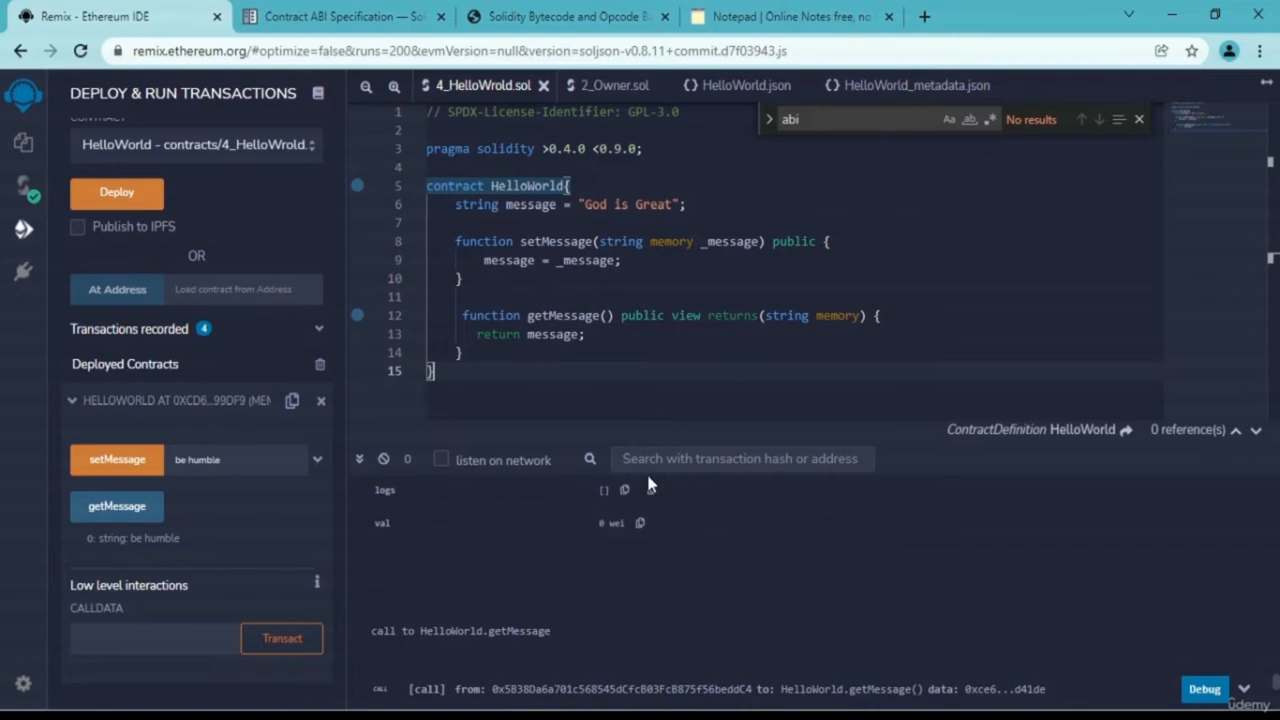 Remix - Ethereum IDE
Contract ABI Specification — Sol
Solidity Bytecode and Opcode B
Notepad | Online Notes free, no
remix.ethereum.org/#optimize=false&runs=200&evmVersion=null&version=soljson-v0.8.11+commit.d7f03943.js
DEPLOY & RUN TRANSACTIONS
CONTRACT
HelloWorld - contracts/4_HelloWrold.
Deploy
Publish to IPFS
OR
At Address
Load contract from Address
Transactions recorded 4
Deployed Contracts
HELLOWORLD AT 0XCD6...99DF9 (MEM
setMessage
be humble
getMessage
0: string: be humble
Low level interactions
CALLDATA
Transact
4_HelloWrold.sol
2_Owner.sol
{} HelloWorld.json
{} HelloWorld_metadata.json
abi
Aa
ab
No results
1 // SPDX-License-Identifier: GPL-3.0
2
3 pragma solidity >0.4.0 <0.9.0;
4
5 contract HelloWorld{
6 string message = "God is Great";
7
8 function setMessage(string memory _message) public {
9 message = _message;
10 }
11
12 function getMessage() public view returns(string memory) {
13 return message;
14 }
15 }
ContractDefinition HelloWorld
0 reference(s)
0
listen on network
Search with transaction hash or address
logs
[]
val
0 wei
call to HelloWorld.getMessage
CALL
[call] from: 0x5B38Da6a701c568545dCfcB03FcB875f56beddC4 to: HelloWorld.getMessage() data: 0xce6...d41de
Debug
ûdemy